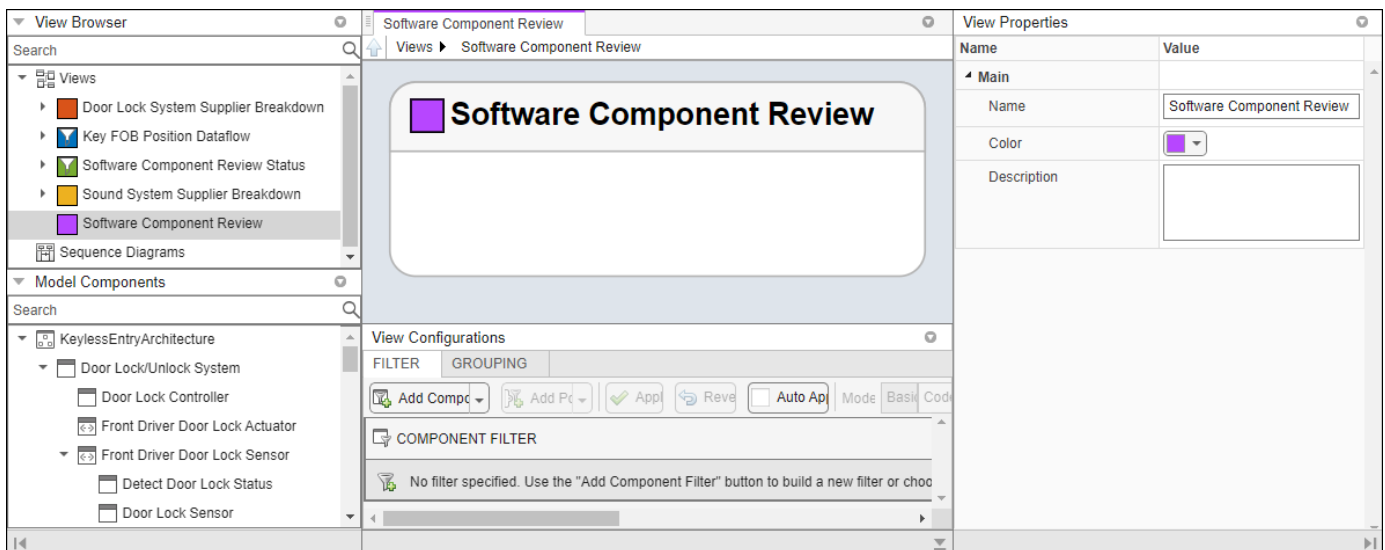 View Browser
Search
Views
Door Lock System Supplier Breakdown
Key FOB Position Dataflow
Software Component Review Status
Sound System Supplier Breakdown
Software Component Review
Sequence Diagrams
Model Components
Search
KeylessEntryArchitecture
Door Lock/Unlock System
Door Lock Controller
Front Driver Door Lock Actuator
Front Driver Door Lock Sensor
Detect Door Lock Status
Door Lock Sensor
Software Component Review
Views Software Component Review
Software Component Review
View Configurations
FILTER GROUPING
Add Compo Add Po Appl Reve Auto Ap Mode Basic Code
COMPONENT FILTER
No filter specified. Use the "Add Component Filter" button to build a new filter or choo
View Properties
Name Value
Main
Name Software Component Review
Color
Description